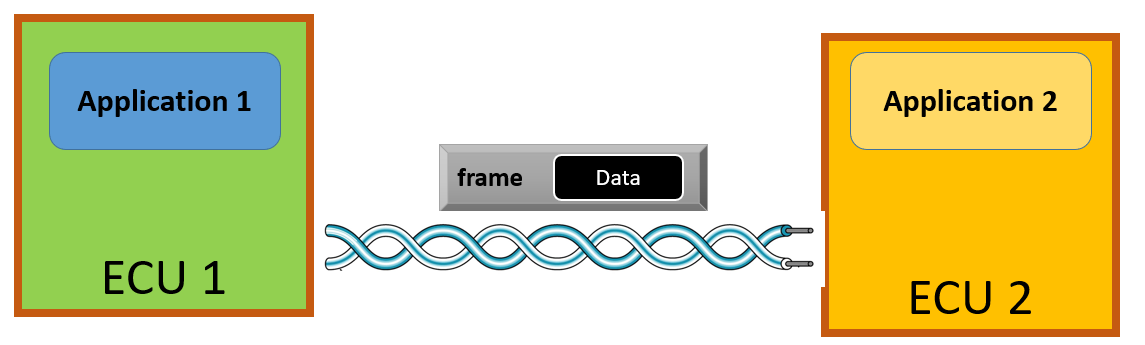 Application 1
ECU 1
frame
Data
Application 2
ECU 2